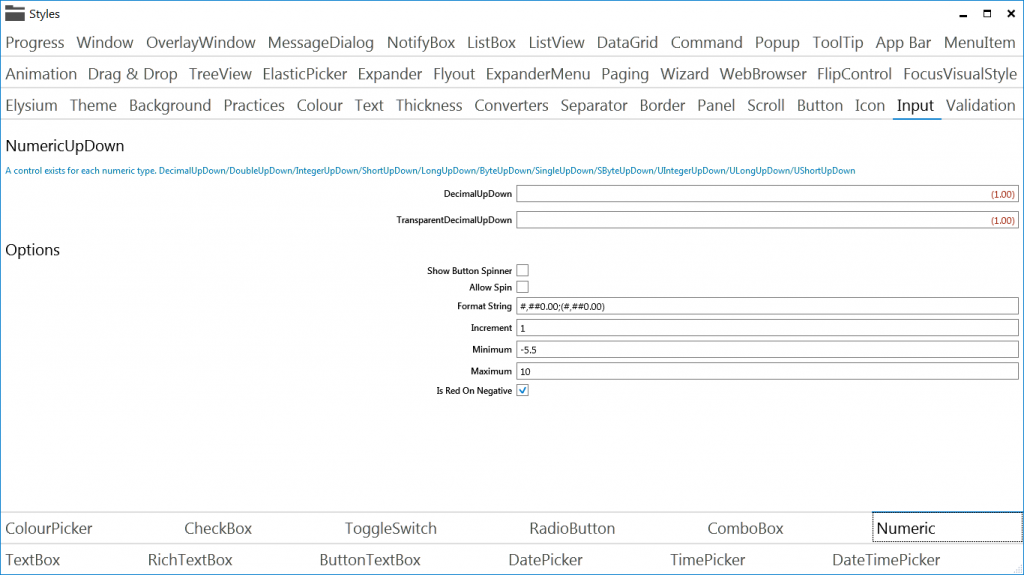 Styles
Progress Window OverlayWindow MessageDialog NotifyBox ListBox ListView DataGrid Command Popup ToolTip App Bar MenuItem
Animation Drag & Drop TreeView ElasticPicker Expander Flyout ExpanderMenu Paging Wizard WebBrowser FlipControl FocusVisualStyle
Elysium Theme Background Practices Colour Text Thickness Converters Separator Border Panel Scroll Button Icon Input Validation
NumericUpDown
A control exists for each numeric type. DecimalUpDown/DoubleUpDown/IntegerUpDown/ShortUpDown/LongUpDown/ByteUpDown/SingleUpDown/SByteUpDown/UIntegerUpDown/ULongUpDown/UShortUpDown
DecimalUpDown (1.00)
TransparentDecimalUpDown (1.00)
Options
Show Button Spinner
Allow Spin
Format String #,##0.00;(#,##0.00)
Increment 1
Minimum -5.5
Maximum 10
Is Red On Negative
ColourPicker CheckBox ToggleSwitch RadioButton ComboBox Numeric
TextBox RichTextBox ButtonTextBox DatePicker TimePicker DateTimePicker